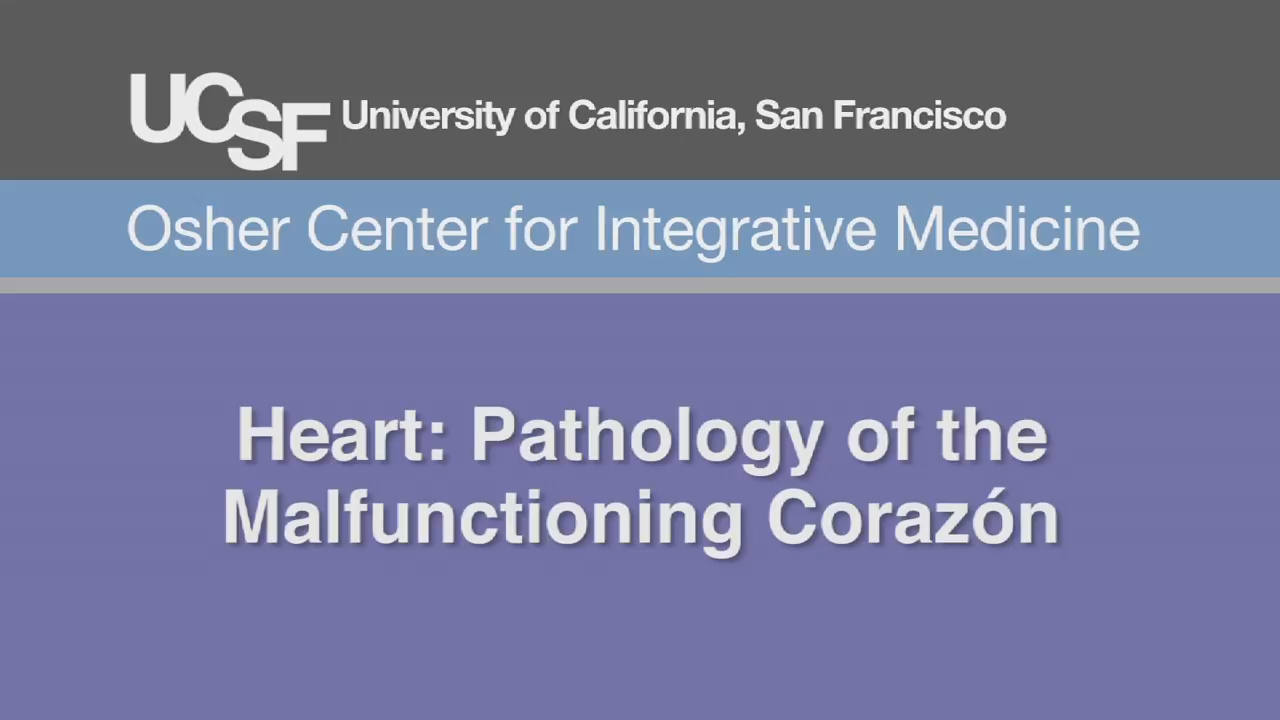 UCSF University of California, San Francisco
Osher Center for Integrative Medicine
Heart: Pathology of the
Malfunctioning Corazón